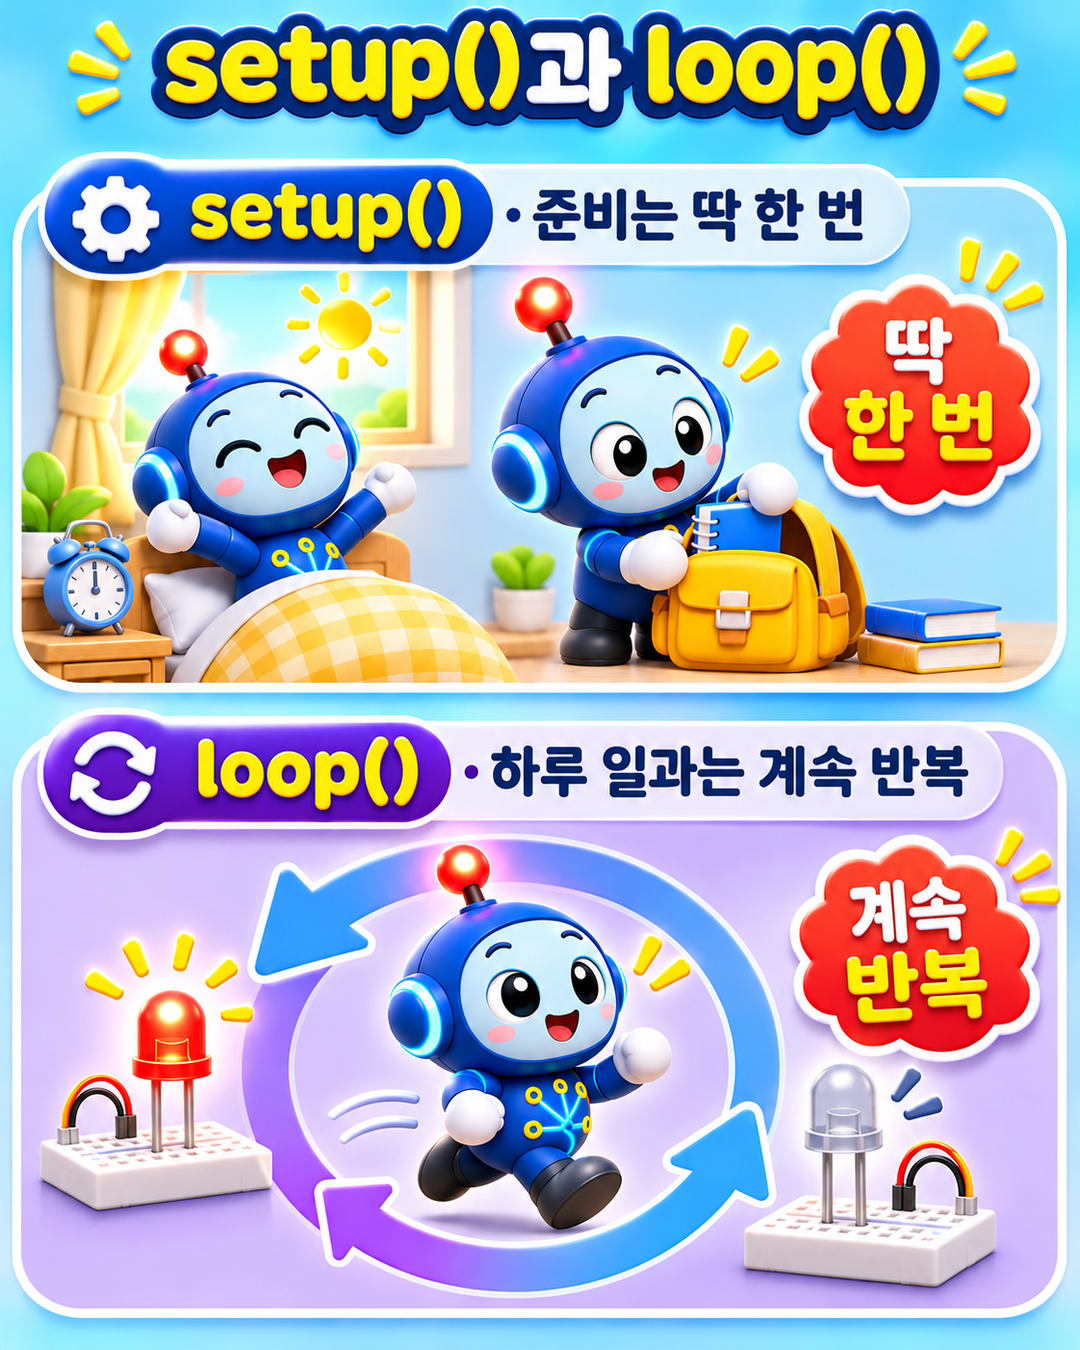 setup()과 loop()
setup() · 준비는 딱 한 번
딱
한 번
loop() · 하루 일과는 계속 반복
계속
반복